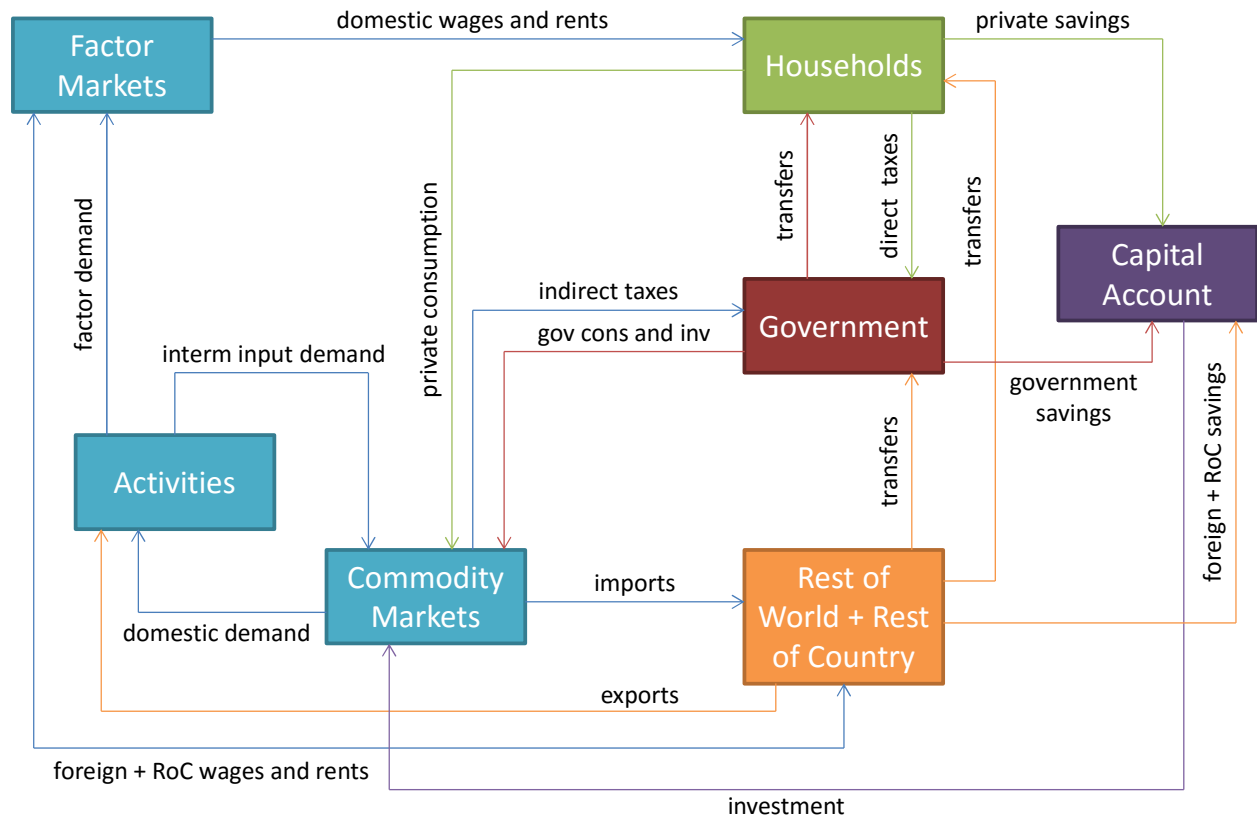 domestic wages and rents
private savings
Factor
Markets
Households
factor demand
private consumption
transfers
direct  taxes
transfers
Capital
Account
indirect taxes
gov cons and inv
Government
interm input demand
government
savings
transfers
foreign + RoC savings
Activities
Commodity
Markets
imports
Rest of
World + Rest
of Country
domestic demand
exports
foreign + RoC wages and rents
investment